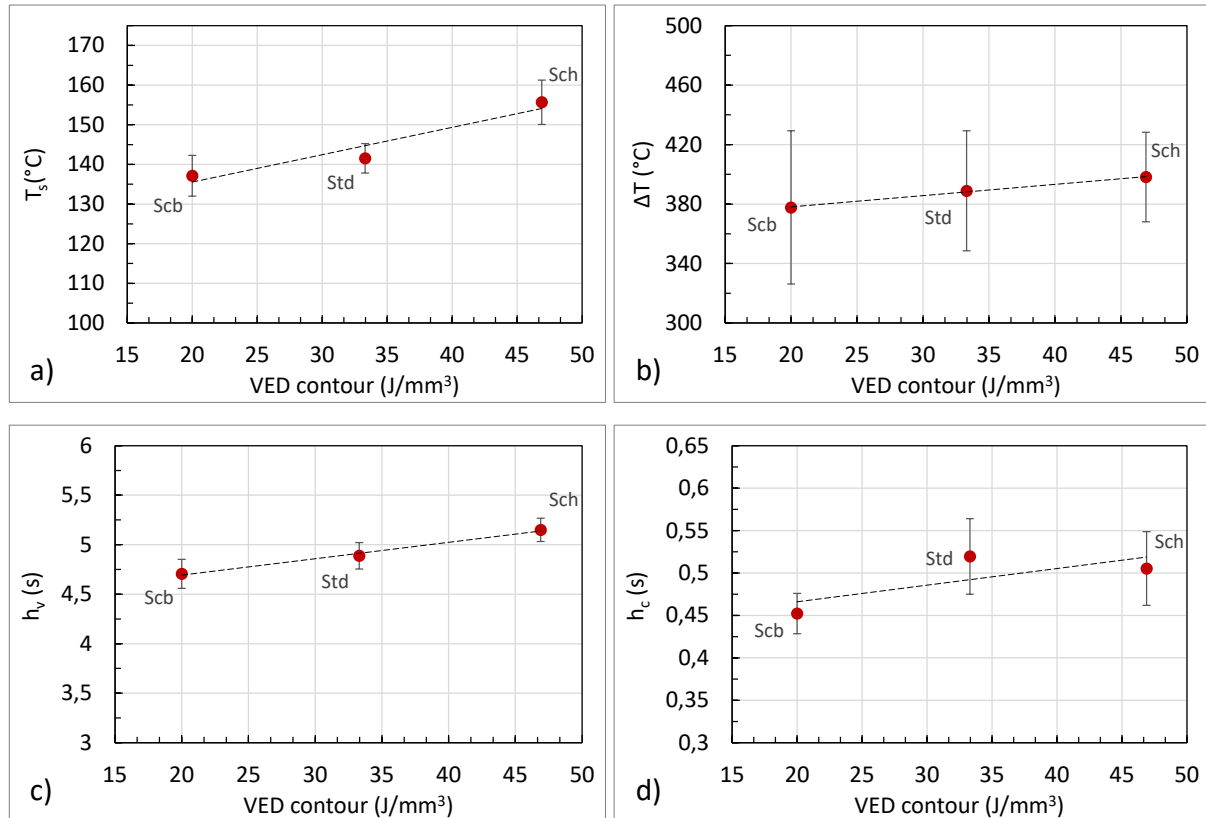 170
160
150
140
130
120
110
100
T_s(°C)
Scb
Std
Sch
15 20 25 30 35 40 45 50
VED contour (J/mm³)
a)
500
460
420
380
340
300
ΔT (°C)
Scb
Std
Sch
15 20 25 30 35 40 45 50
VED contour (J/mm³)
b)
6
5,5
5
4,5
4
3,5
3
h_v (s)
Scb
Std
Sch
15 20 25 30 35 40 45 50
VED contour (J/mm³)
c)
0,65
0,6
0,55
0,5
0,45
0,4
0,35
0,3
h_c (s)
Scb
Std
Sch
15 20 25 30 35 40 45 50
VED contour (J/mm³)
d)